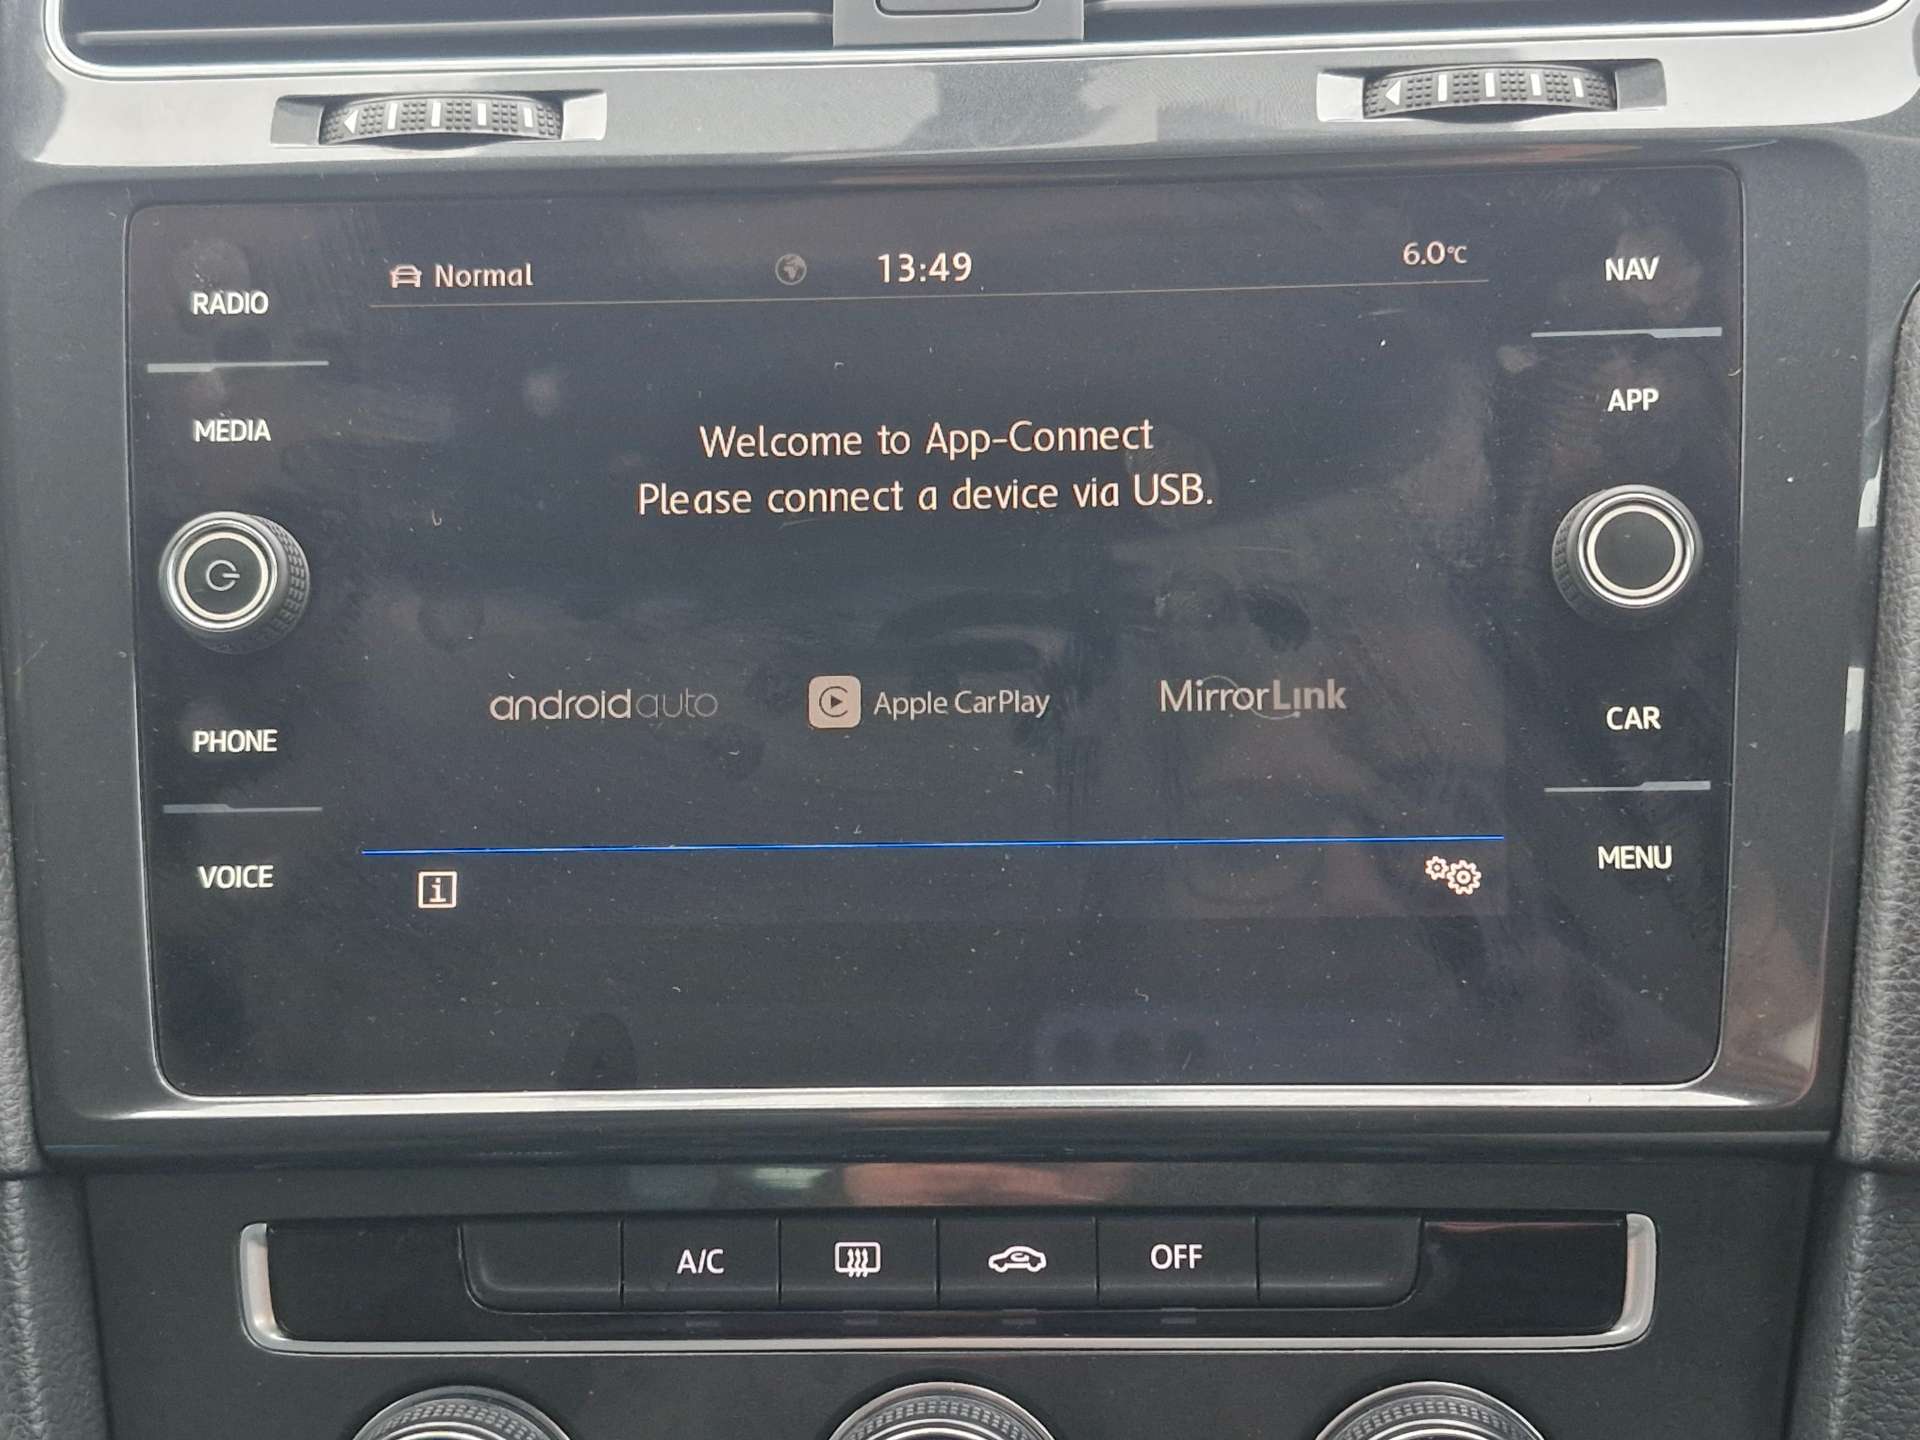 Normal 13:49 6.0°C
RADIO
MEDIA
PHONE
VOICE
Welcome to App-Connect
Please connect a device via USB.
androidauto
Apple CarPlay
MirrorLink
i
NAV
APP
CAR
MENU
A/C
OFF